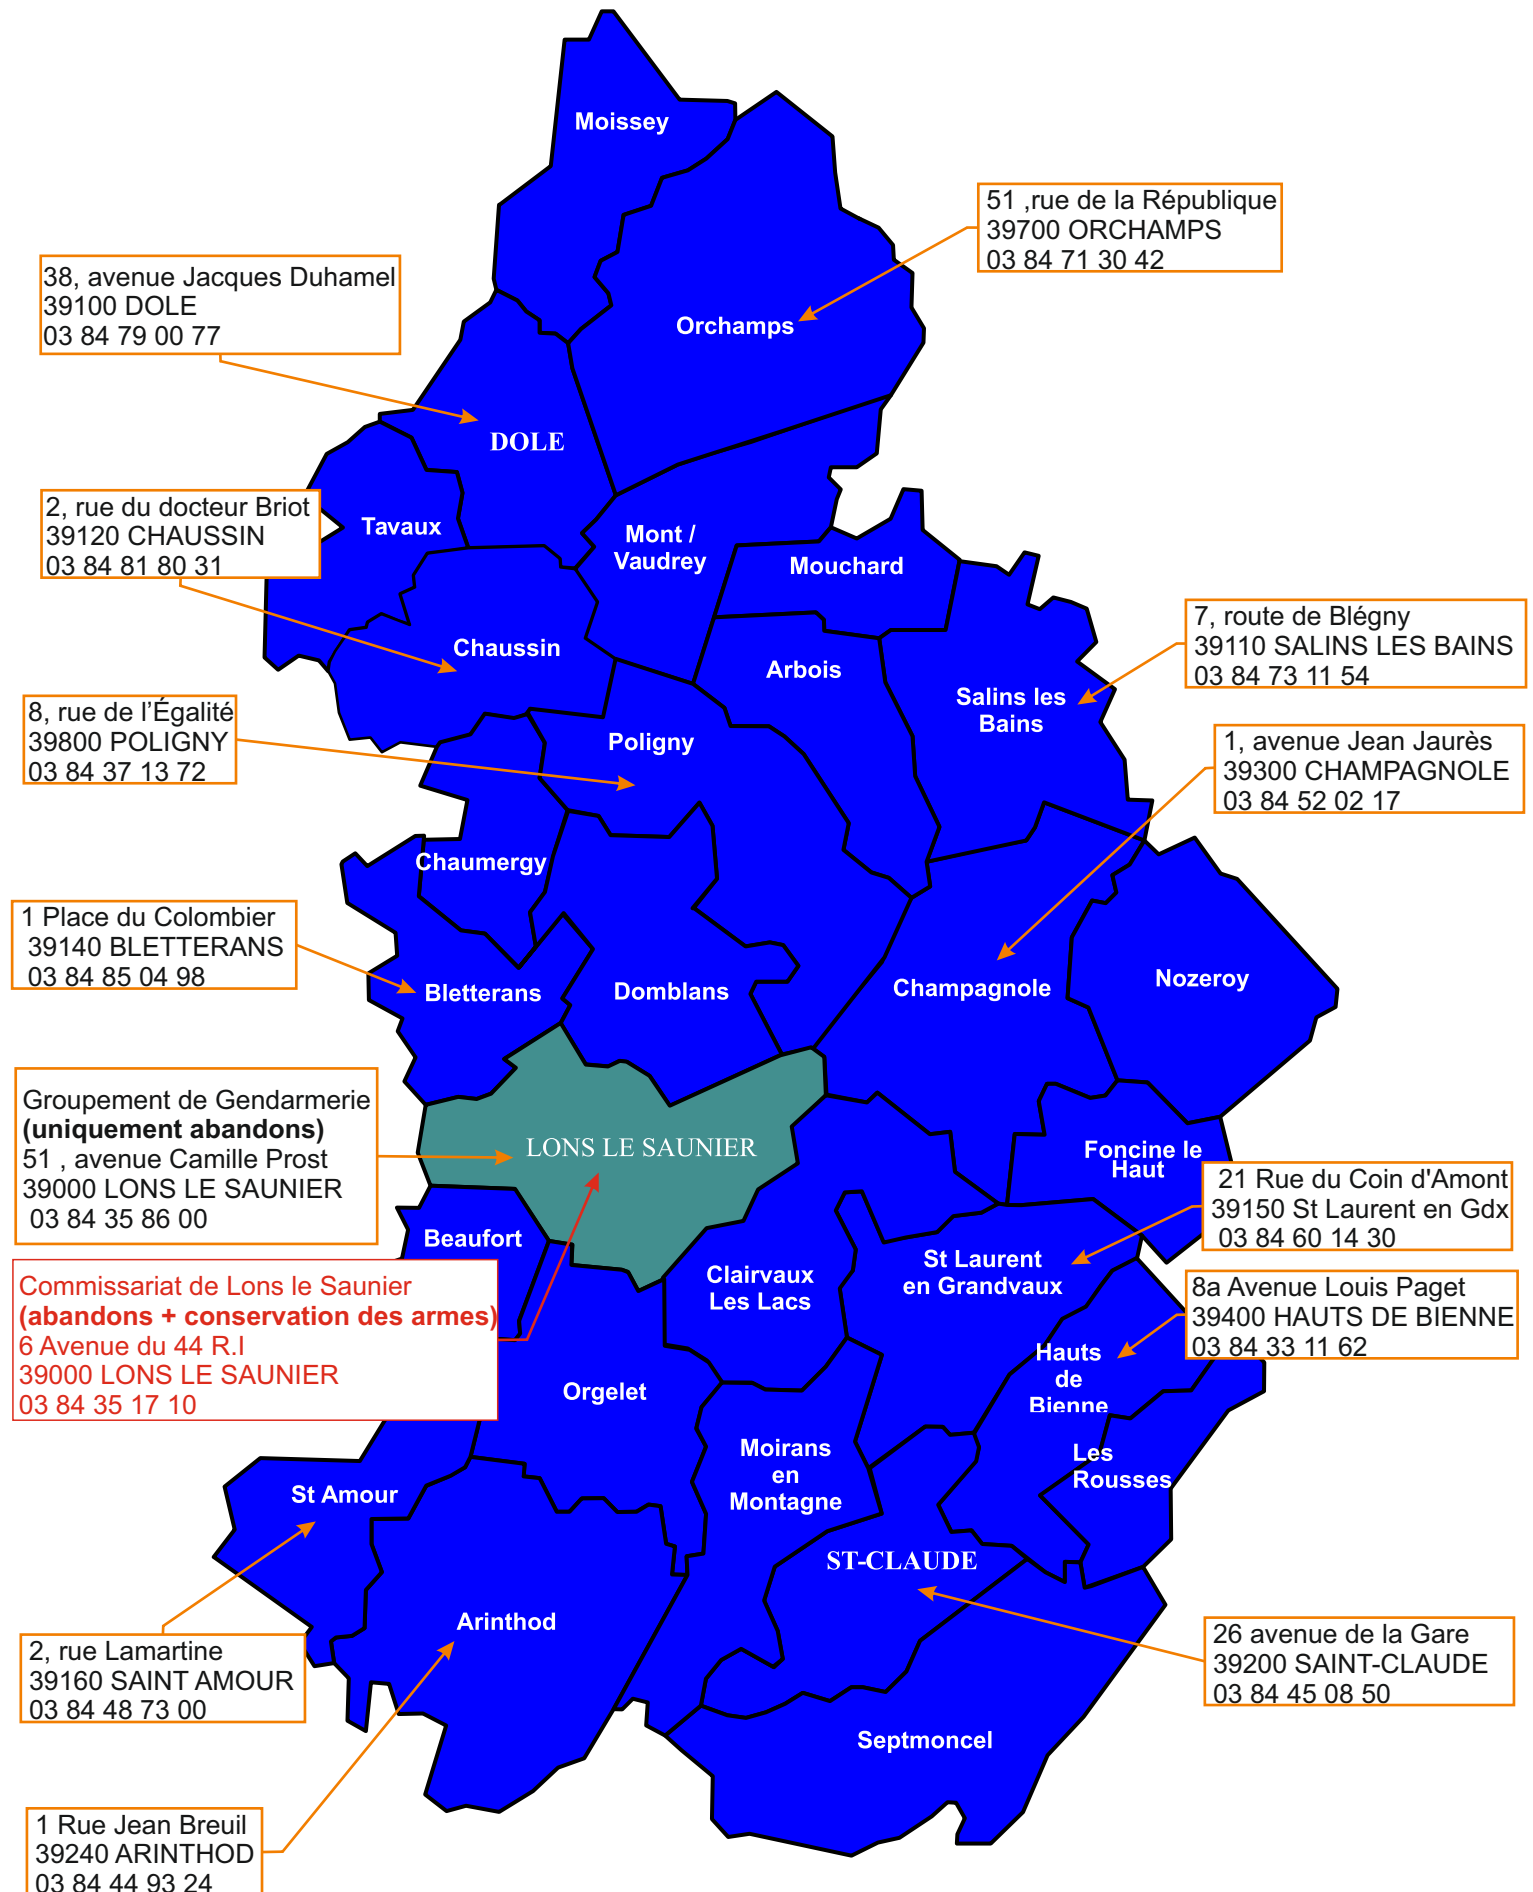 Moissey
51 ,rue de la République
39700 ORCHAMPS
03 84 71 30 42
38, avenue Jacques Duhamel
39100 DOLE
03 84 79 00 77
Orchamps
DOLE
2, rue du docteur Briot
39120 CHAUSSIN
03 84 81 80 31
Tavaux
Mont /
Vaudrey
Mouchard
7, route de Blégny
39110 SALINS LES BAINS
03 84 73 11 54
Chaussin
Arbois
Salins les
Bains
8, rue de l’Égalité
39800 POLIGNY
03 84 37 13 72
Poligny
1, avenue Jean Jaurès
39300 CHAMPAGNOLE
03 84 52 02 17
Chaumergy
1 Place du Colombier
39140 BLETTERANS
03 84 85 04 98
Bletterans
Domblans
Champagnole
Nozeroy
Groupement de Gendarmerie
(uniquement abandons)
51 , avenue Camille Prost
39000 LONS LE SAUNIER
03 84 35 86 00
LONS LE SAUNIER
Foncine le
Haut
21 Rue du Coin d'Amont
39150 St Laurent en Gdx
03 84 60 14 30
Beaufort
Clairvaux
Les Lacs
St Laurent
en Grandvaux
Commissariat de Lons le Saunier
(abandons + conservation des armes)
6 Avenue du 44 R.I
39000 LONS LE SAUNIER
03 84 35 17 10
8a Avenue Louis Paget
39400 HAUTS DE BIENNE
03 84 33 11 62
Hauts
de
Bienne
Orgelet
Moirans
en
Montagne
Les
Rousses
St Amour
ST-CLAUDE
Arinthod
2, rue Lamartine
39160 SAINT AMOUR
03 84 48 73 00
26 avenue de la Gare
39200 SAINT-CLAUDE
03 84 45 08 50
Septmoncel
1 Rue Jean Breuil
39240 ARINTHOD
03 84 44 93 24